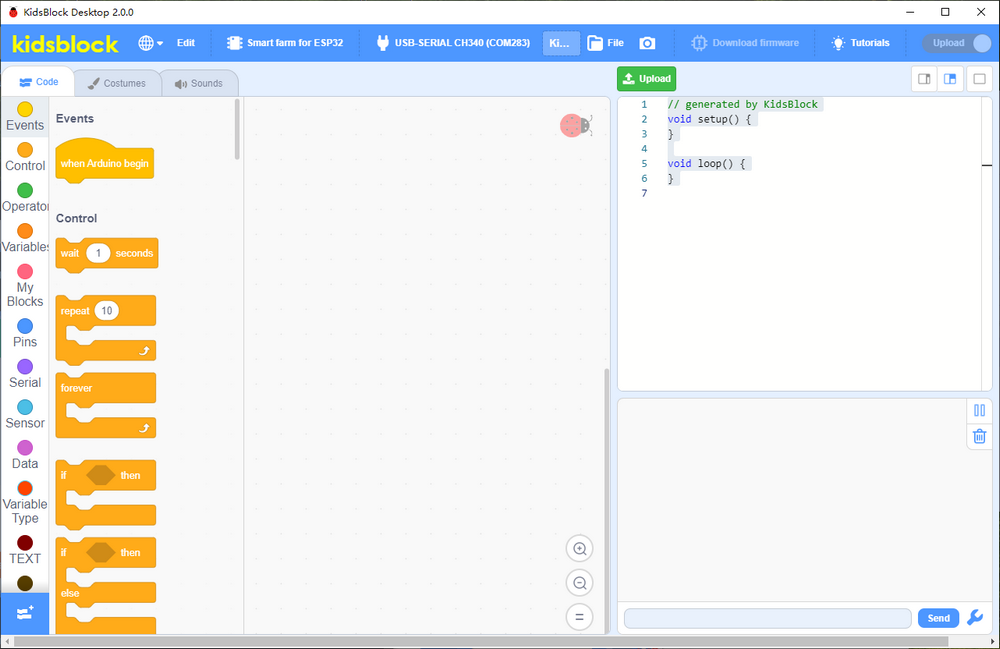 KidsBlock Desktop 2.0.0
kidsblock
Edit
Smart farm for ESP32
USB-SERIAL CH340 (COM283)
Ki...
File
Download firmware
Tutorials
Upload
Code
Costumes
Sounds
Upload
Events
Control
Operator
Variables
My
Blocks
Pins
Serial
Sensor
Data
Variable
Type
TEXT
Events
when Arduino begin
Control
wait 1 seconds
repeat 10
forever
if then
if then
else
1 // generated by KidsBlock
2 void setup() {
3 }
4
5 void loop() {
6 }
7
Send